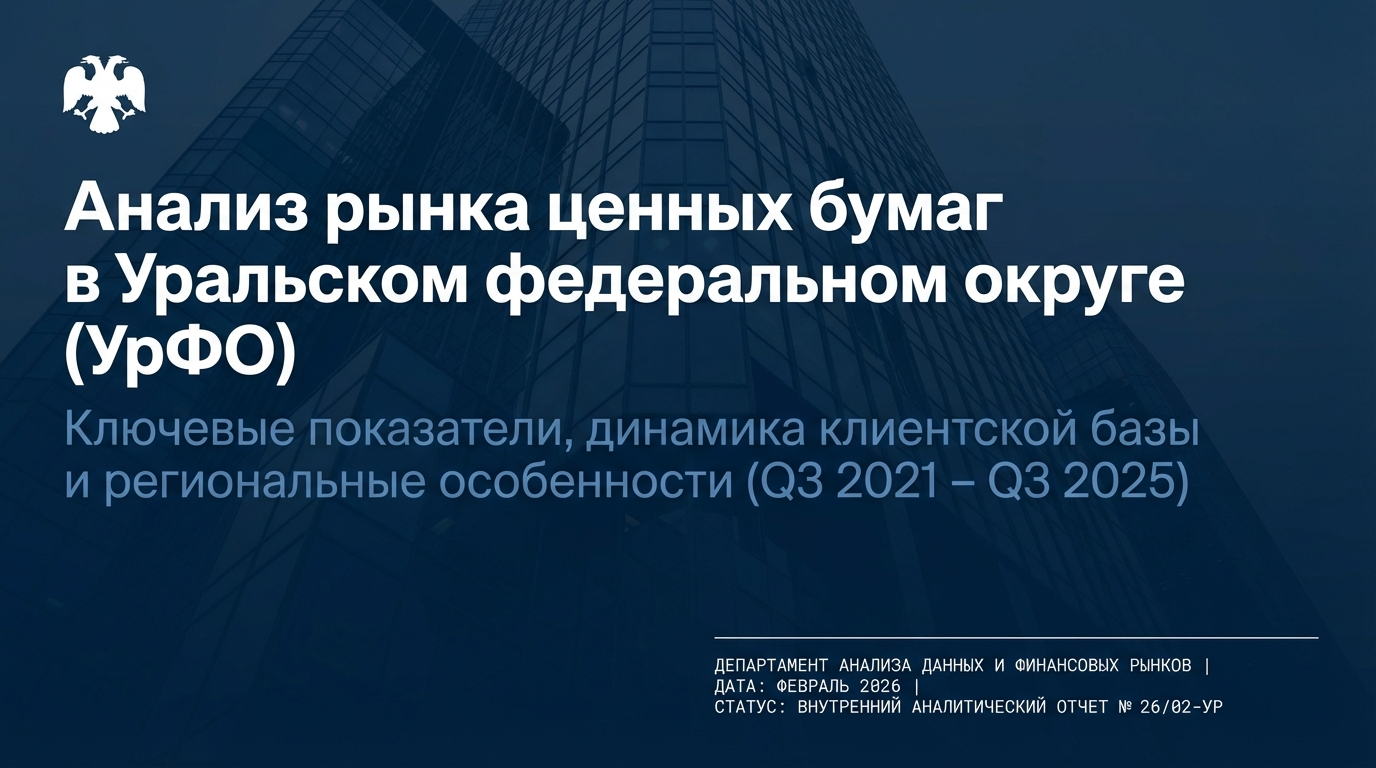 Анализ рынка ценных бумаг
в Уральском федеральном округе
(УрФО)
Ключевые показатели, динамика клиентской базы
и региональные особенности (Q3 2021 – Q3 2025)
ДЕПАРТАМЕНТ АНАЛИЗА ДАННЫХ И ФИНАНСОВЫХ РЫНКОВ |
ДАТА: ФЕВРАЛЬ 2026 |
СТАТУС: ВНУТРЕННИЙ АНАЛИТИЧЕСКИЙ ОТЧЕТ № 26/02-УР